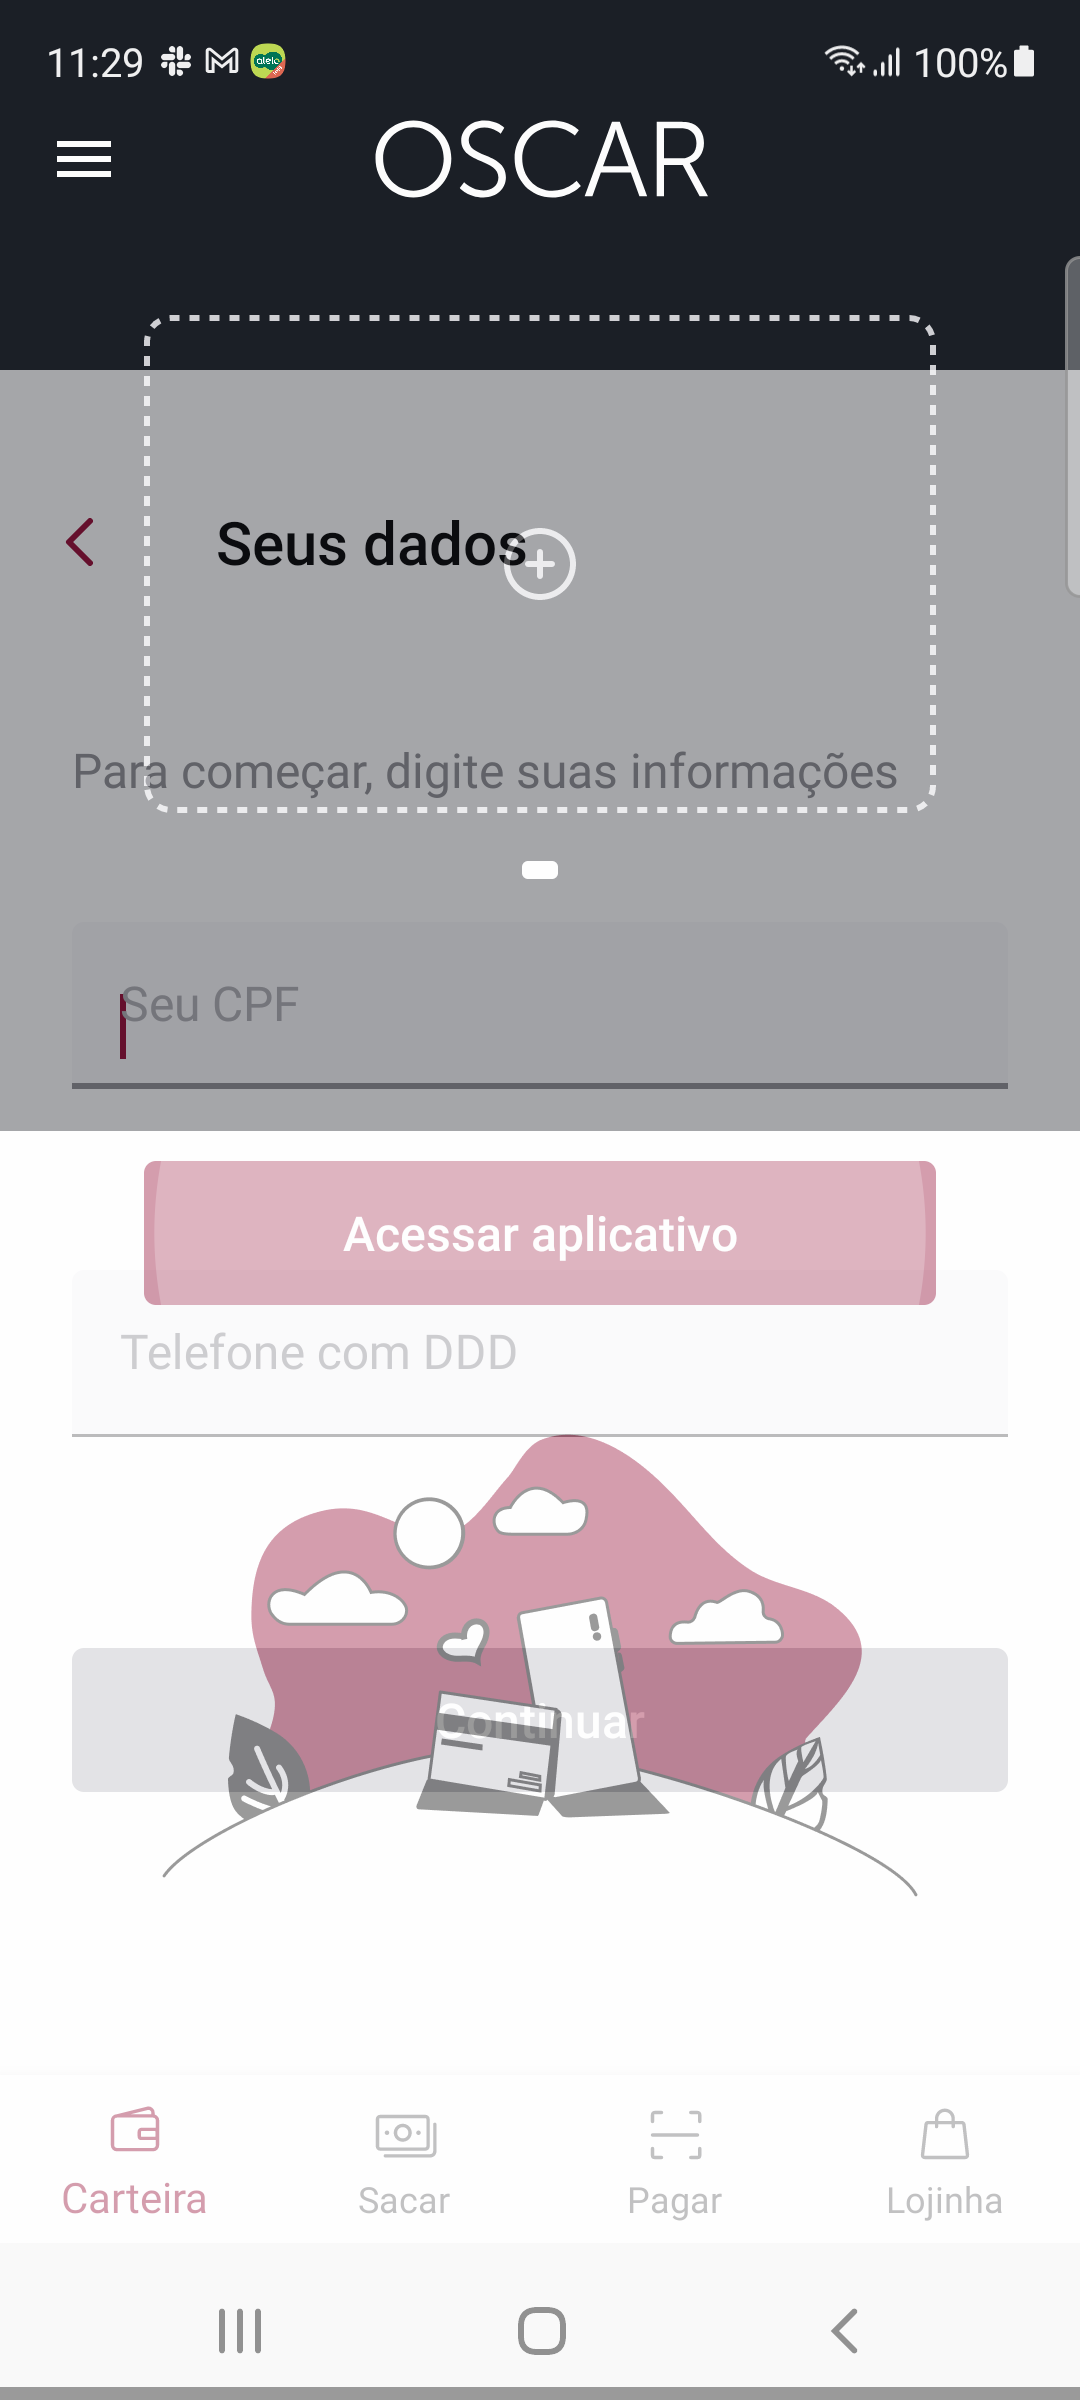 11:29
100%
OSCAR
Seus dados
Para começar, digite suas informações
Seu CPF
Acessar aplicativo
Telefone com DDD
Continuar
Carteira
Sacar
Pagar
Lojinha